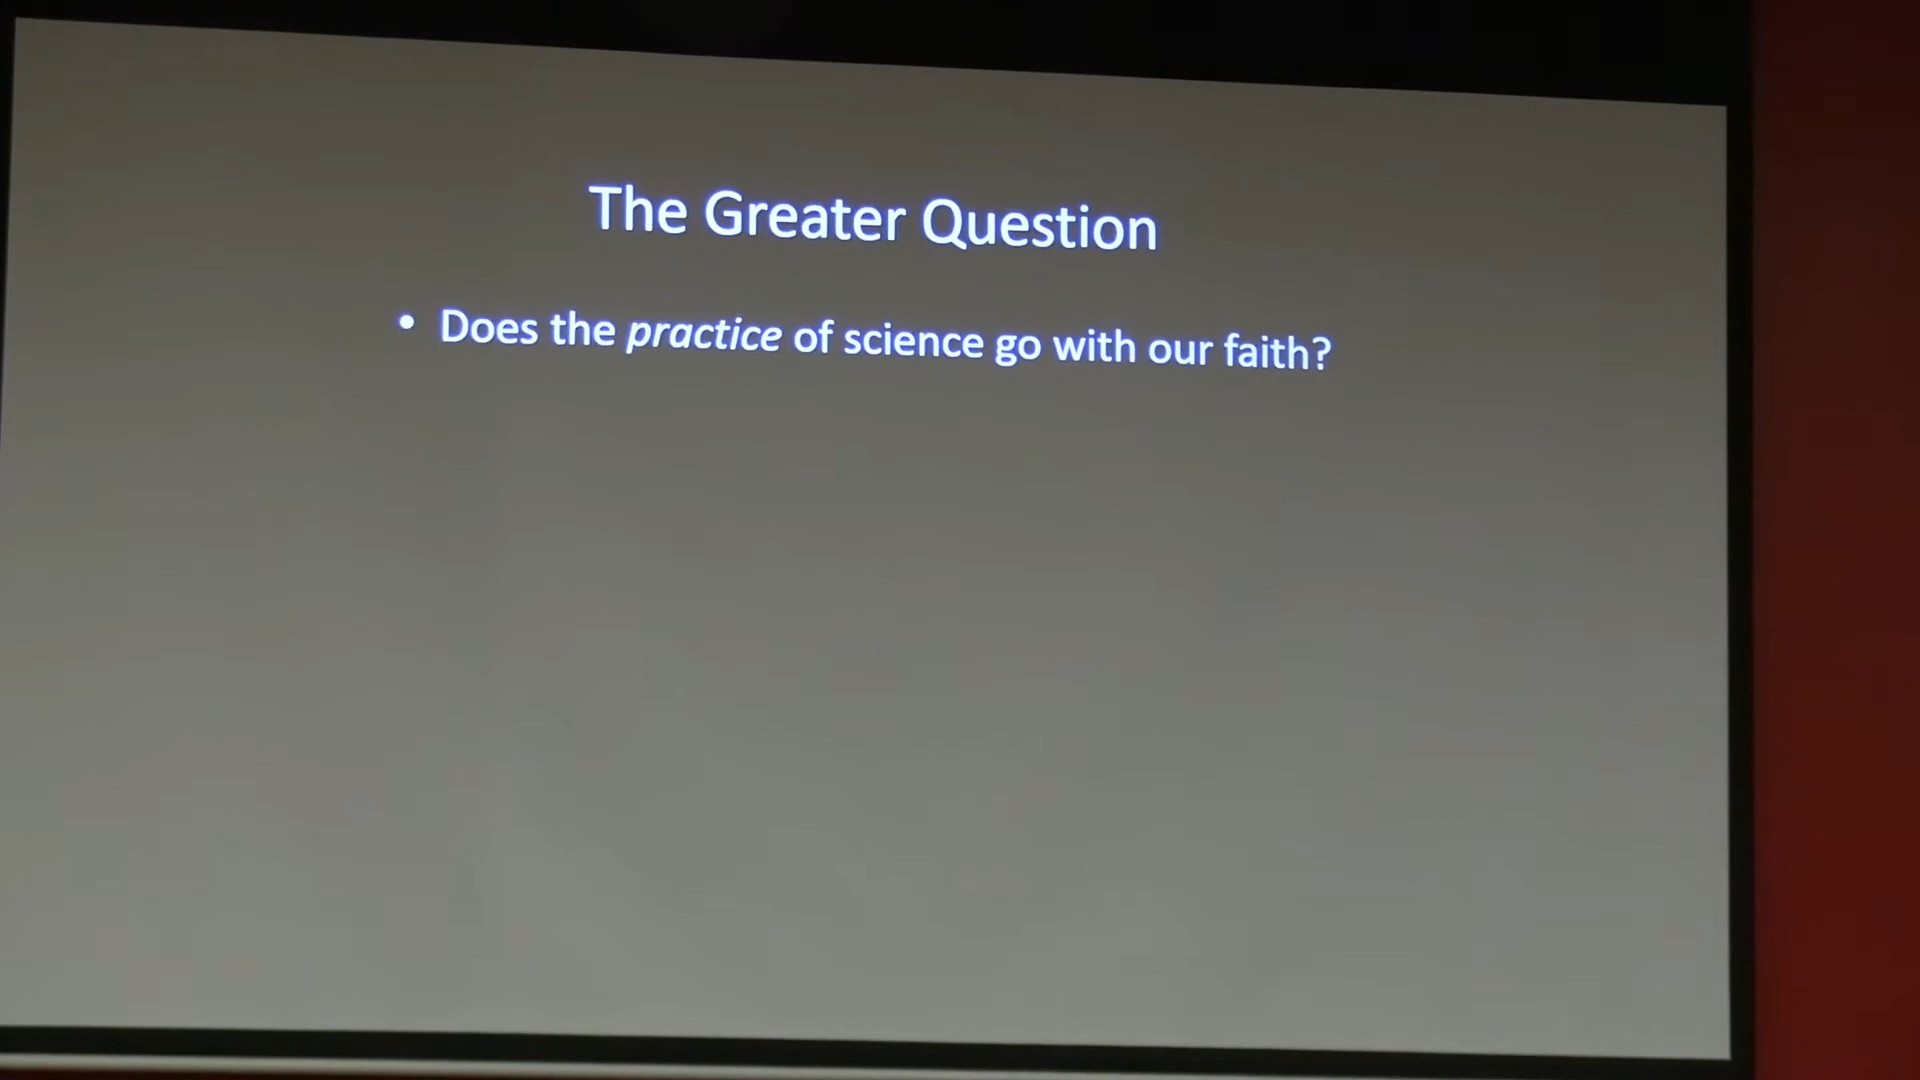 The Greater Question
• Does the practice of science go with our faith?